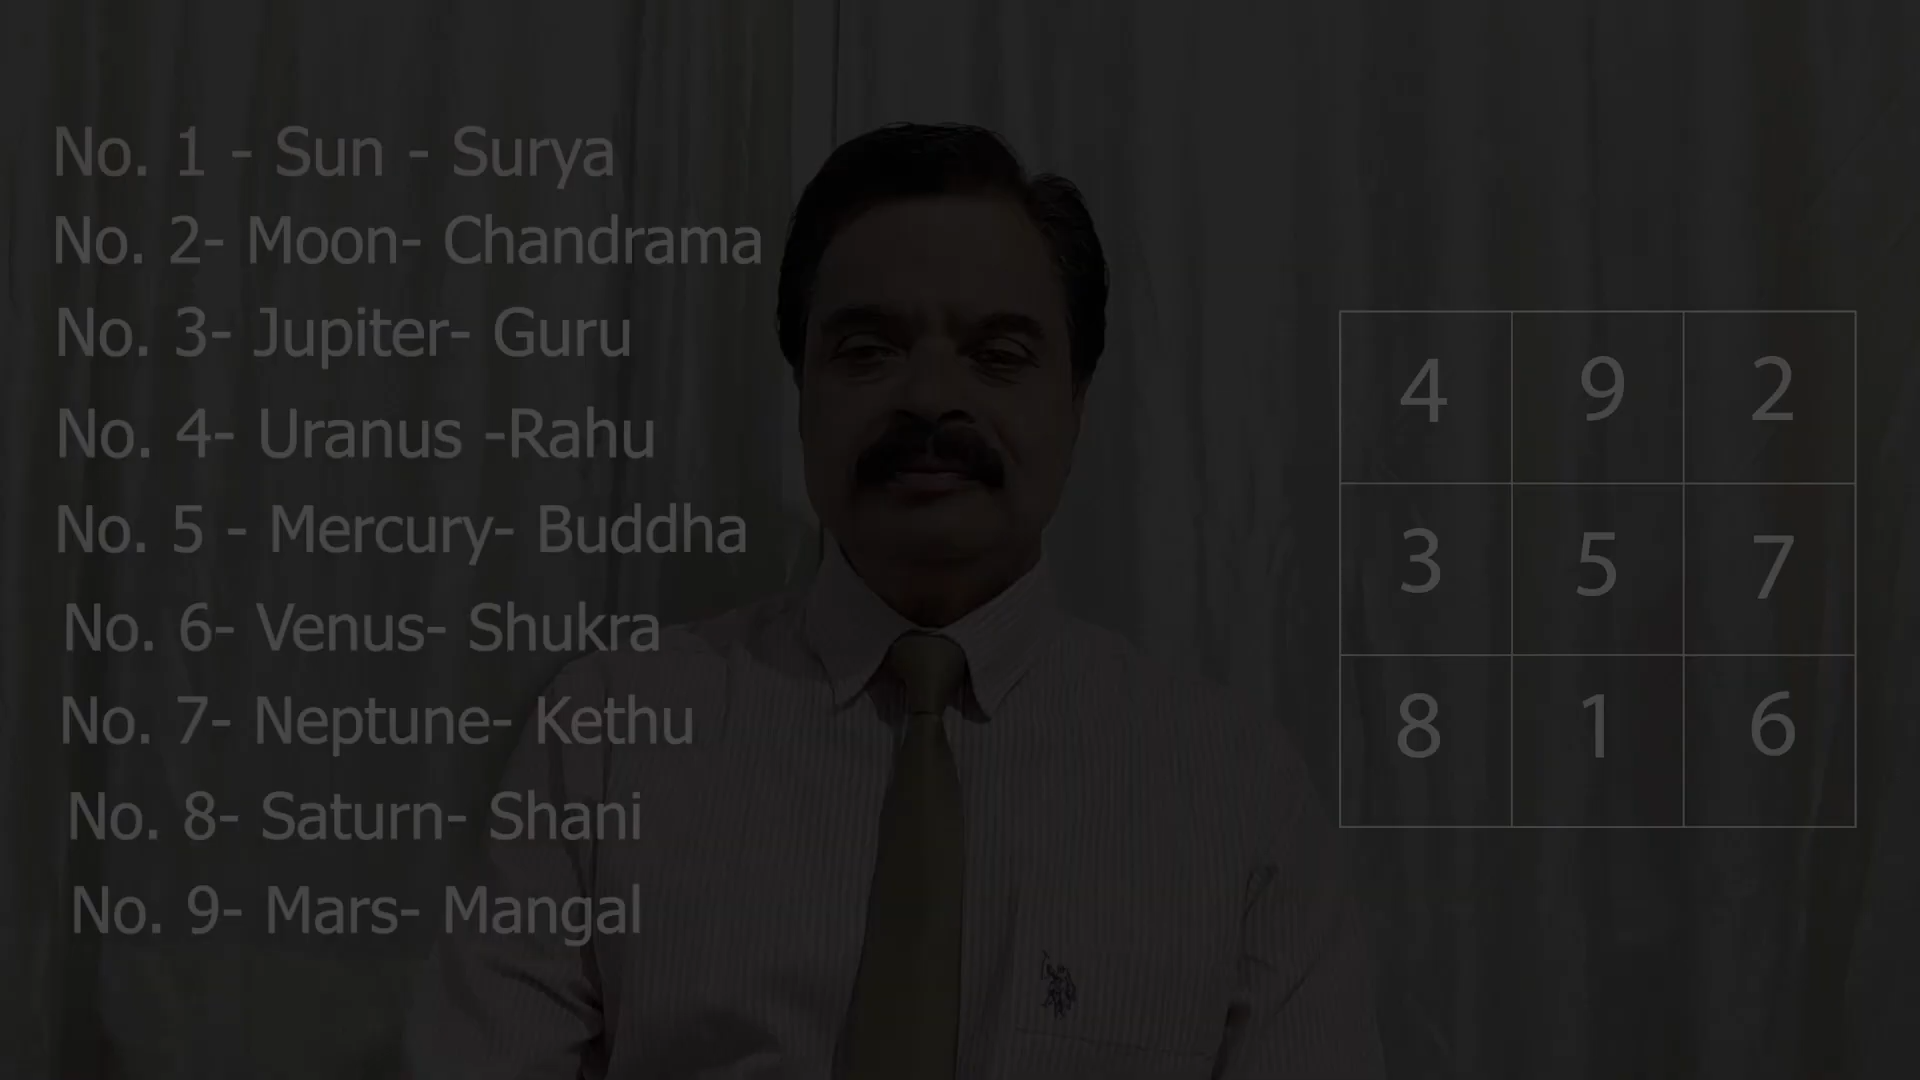 No. 1 - Sun - Surya
No. 2- Moon- Chandrama
No. 3- Jupiter- Guru
No. 4- Uranus -Rahu
No. 5 - Mercury- Buddha
No. 6- Venus- Shukra
No. 7- Neptune- Kethu
No. 8- Saturn- Shani
No. 9- Mars- Mangal
4 9 2
3 5 7
8 1 6